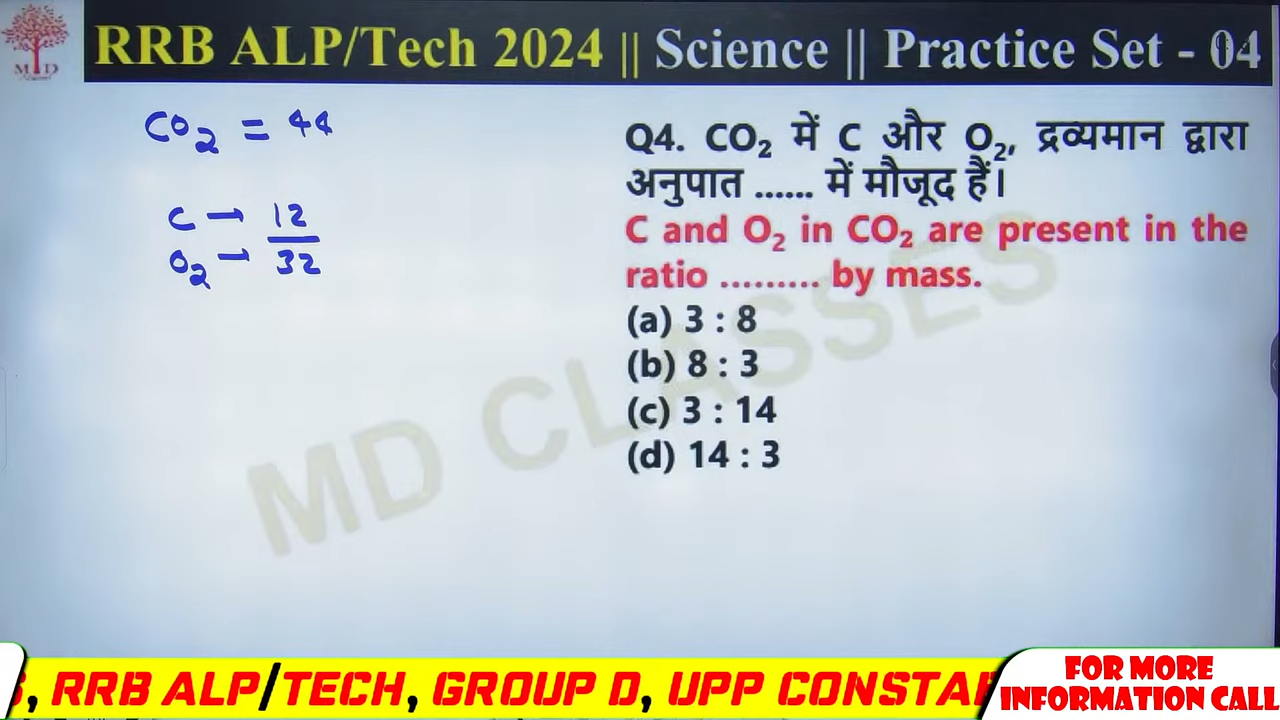 RRB ALP/Tech 2024 || Science || Practice Set - 04
MD
CO₂ = 44
C → 12
O₂ → 32
Q4. CO₂ में C और O₂, द्रव्यमान द्वारा
अनुपात ...... में मौजूद हैं।
C and O₂ in CO₂ are present in the
ratio ......... by mass.
(a) 3 : 8
(b) 8 : 3
(c) 3 : 14
(d) 14 : 3
MD CLASSES
, RRB ALP/TECH, GROUP D, UPP CONSTA
FOR MORE
INFORMATION CALL